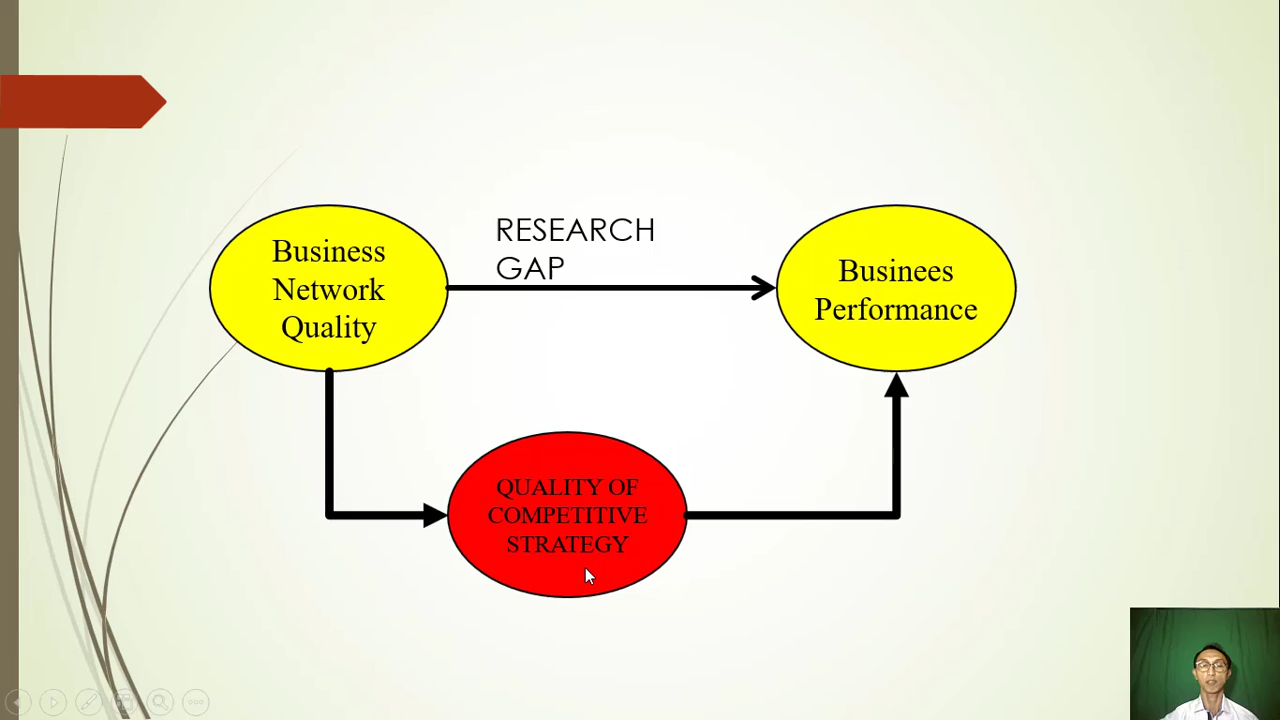 Business
Network
Quality
RESEARCH
GAP
Businees
Performance
QUALITY OF
COMPETITIVE
STRATEGY